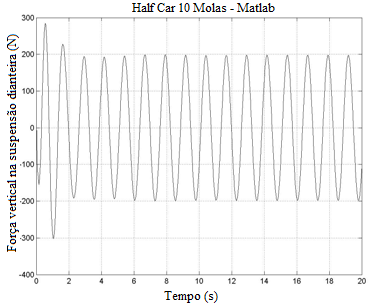 Half Car 10 Molas - Matlab
Força vertical na suspensão dianteira (N)
300
200
100
0
-100
-200
-300
-400
0 2 4 6 8 10 12 14 16 18 20
Tempo (s)